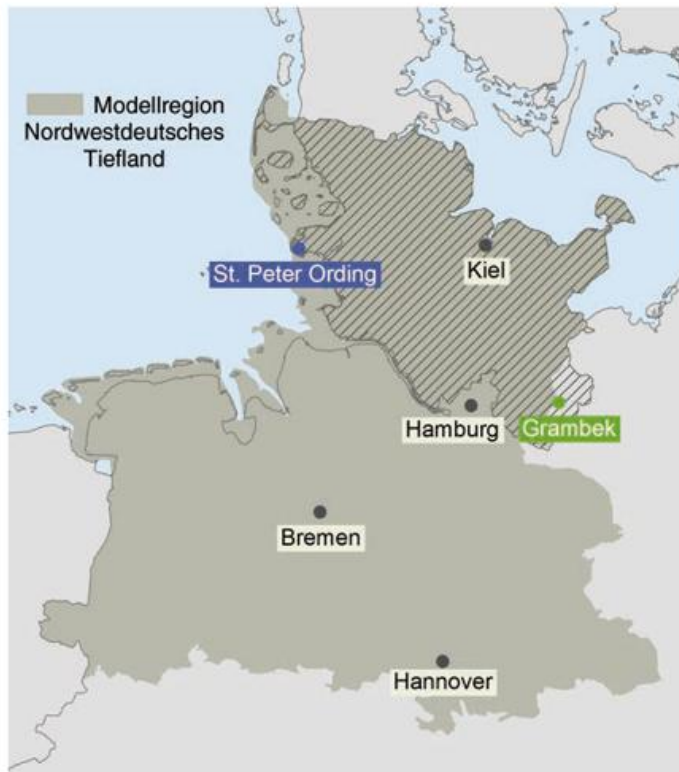 Modellregion
Nordwestdeutsches
Tiefland
St. Peter Ording
Kiel
Hamburg
Grambek
Bremen
Hannover